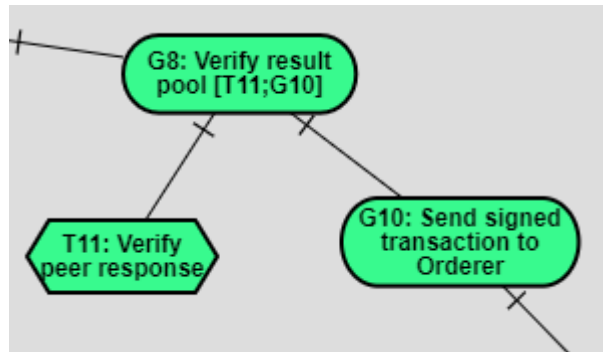 G8: Verify result
pool [T11;G10]
T11: Verify
peer response
G10: Send signed
transaction to
Orderer